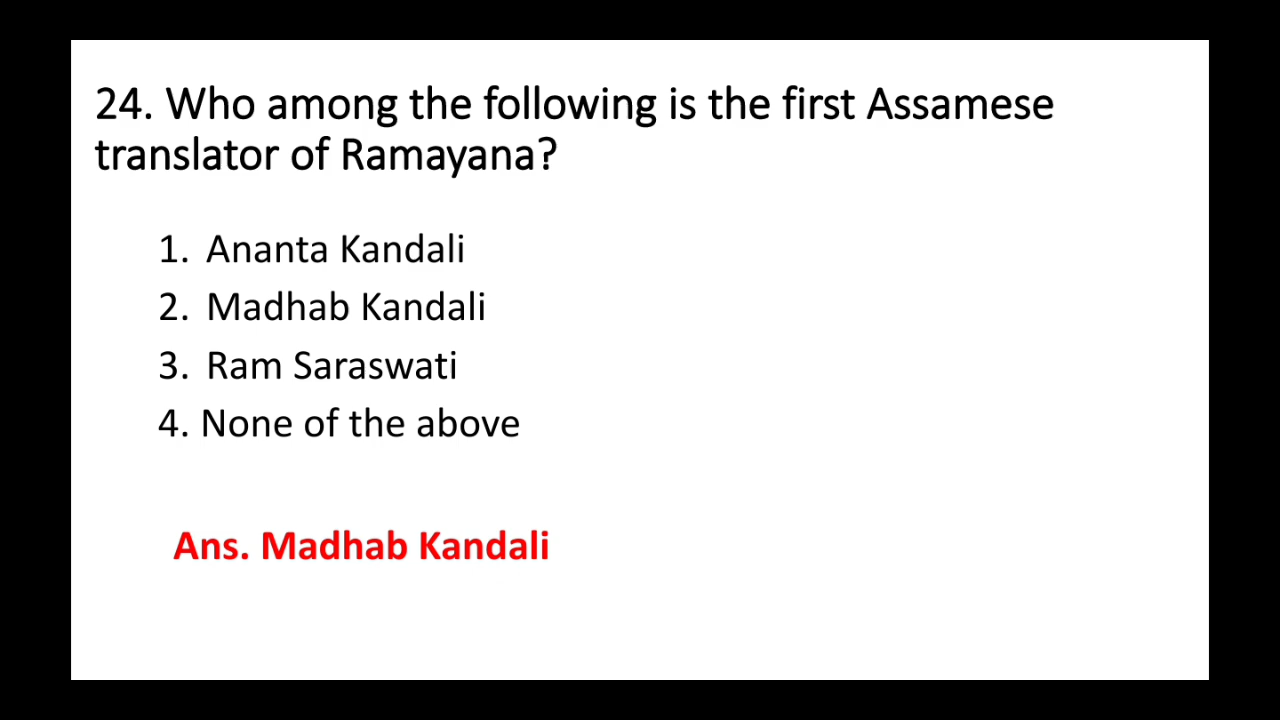 24. Who among the following is the first Assamese
translator of Ramayana?
1. Ananta Kandali
2. Madhab Kandali
3. Ram Saraswati
4. None of the above
Ans. Madhab Kandali